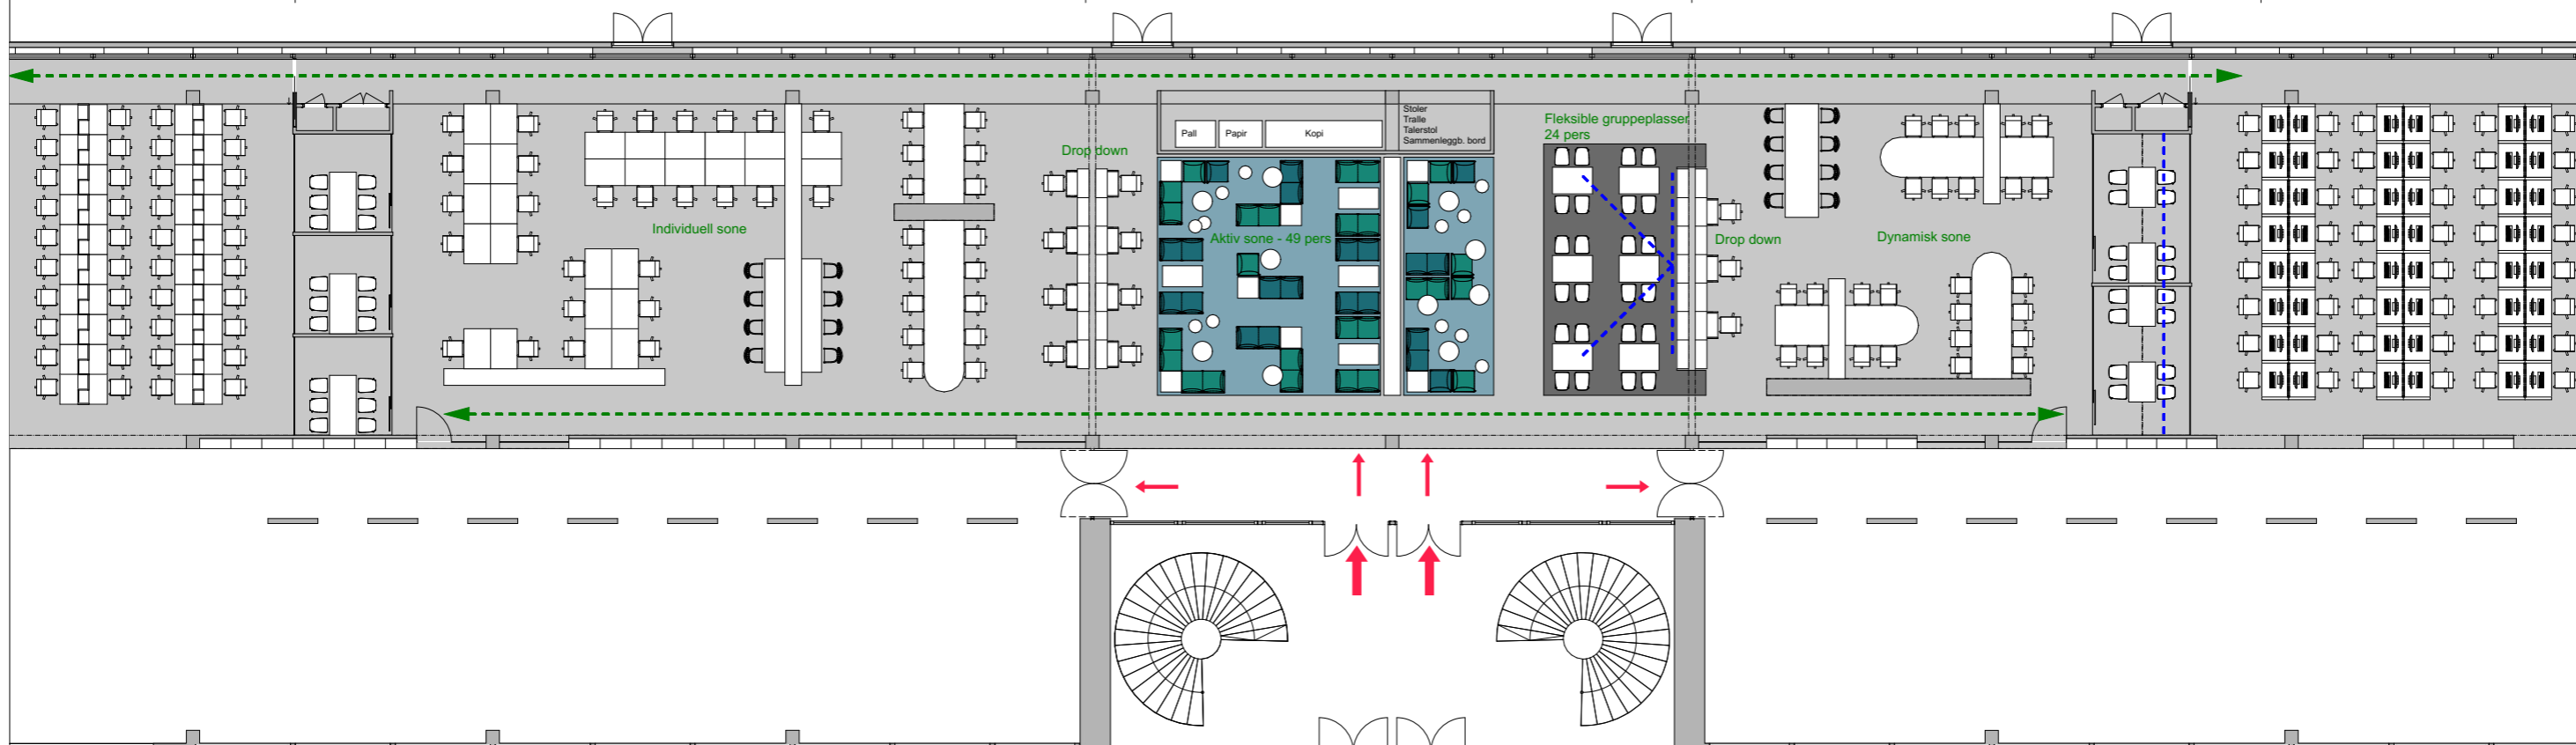 Pall
Papir
Kopi
Stoler
Tralle
Talerstol
Sammenleggb. bord
Fleksible gruppeplasser
24 pers
Drop down
Individuell sone
Aktiv sone - 49 pers
Drop down
Dynamisk sone